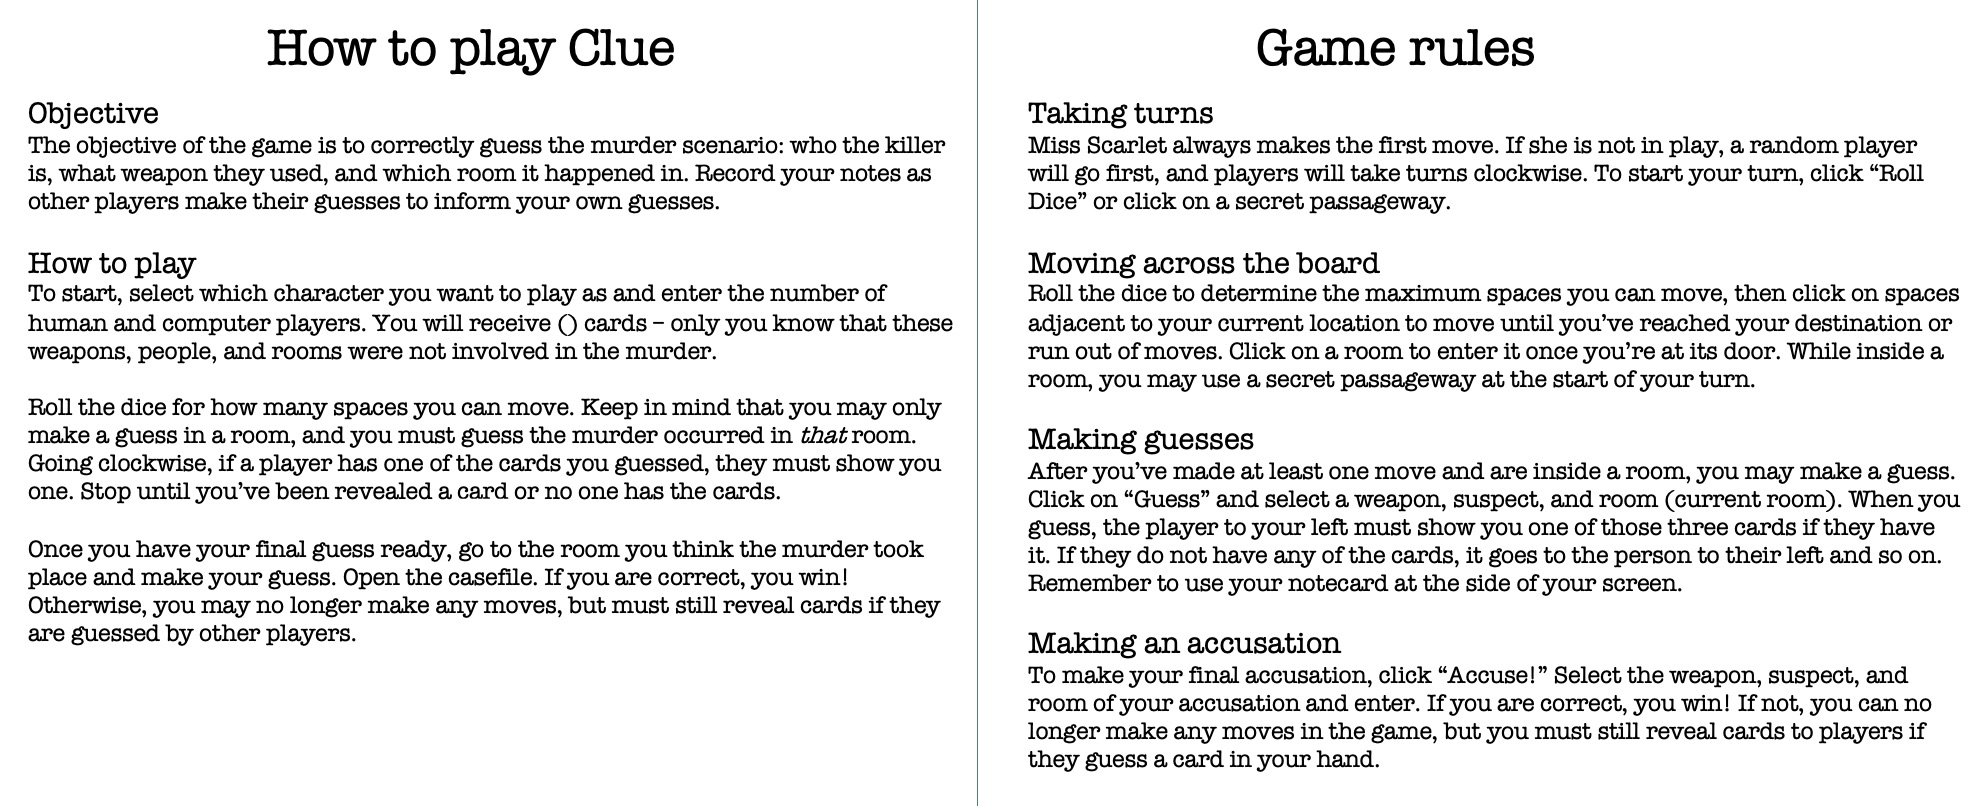 How to play Clue
Objective
The objective of the game is to correctly guess the murder scenario: who the killer
is, what weapon they used, and which room it happened in. Record your notes as
other players make their guesses to inform your own guesses.
How to play
To start, select which character you want to play as and enter the number of
human and computer players. You will receive () cards – only you know that these
weapons, people, and rooms were not involved in the murder.
Roll the dice for how many spaces you can move. Keep in mind that you may only
make a guess in a room, and you must guess the murder occurred in that room.
Going clockwise, if a player has one of the cards you guessed, they must show you
one. Stop until you’ve been revealed a card or no one has the cards.
Once you have your final guess ready, go to the room you think the murder took
place and make your guess. Open the casefile. If you are correct, you win!
Otherwise, you may no longer make any moves, but must still reveal cards if they
are guessed by other players.
Game rules
Taking turns
Miss Scarlet always makes the first move. If she is not in play, a random player
will go first, and players will take turns clockwise. To start your turn, click “Roll
Dice” or click on a secret passageway.
Moving across the board
Roll the dice to determine the maximum spaces you can move, then click on spaces
adjacent to your current location to move until you’ve reached your destination or
run out of moves. Click on a room to enter it once you’re at its door. While inside a
room, you may use a secret passageway at the start of your turn.
Making guesses
After you’ve made at least one move and are inside a room, you may make a guess.
Click on “Guess” and select a weapon, suspect, and room (current room). When you
guess, the player to your left must show you one of those three cards if they have
it. If they do not have any of the cards, it goes to the person to their left and so on.
Remember to use your notecard at the side of your screen.
Making an accusation
To make your final accusation, click “Accuse!” Select the weapon, suspect, and
room of your accusation and enter. If you are correct, you win! If not, you can no
longer make any moves in the game, but you must still reveal cards to players if
they guess a card in your hand.